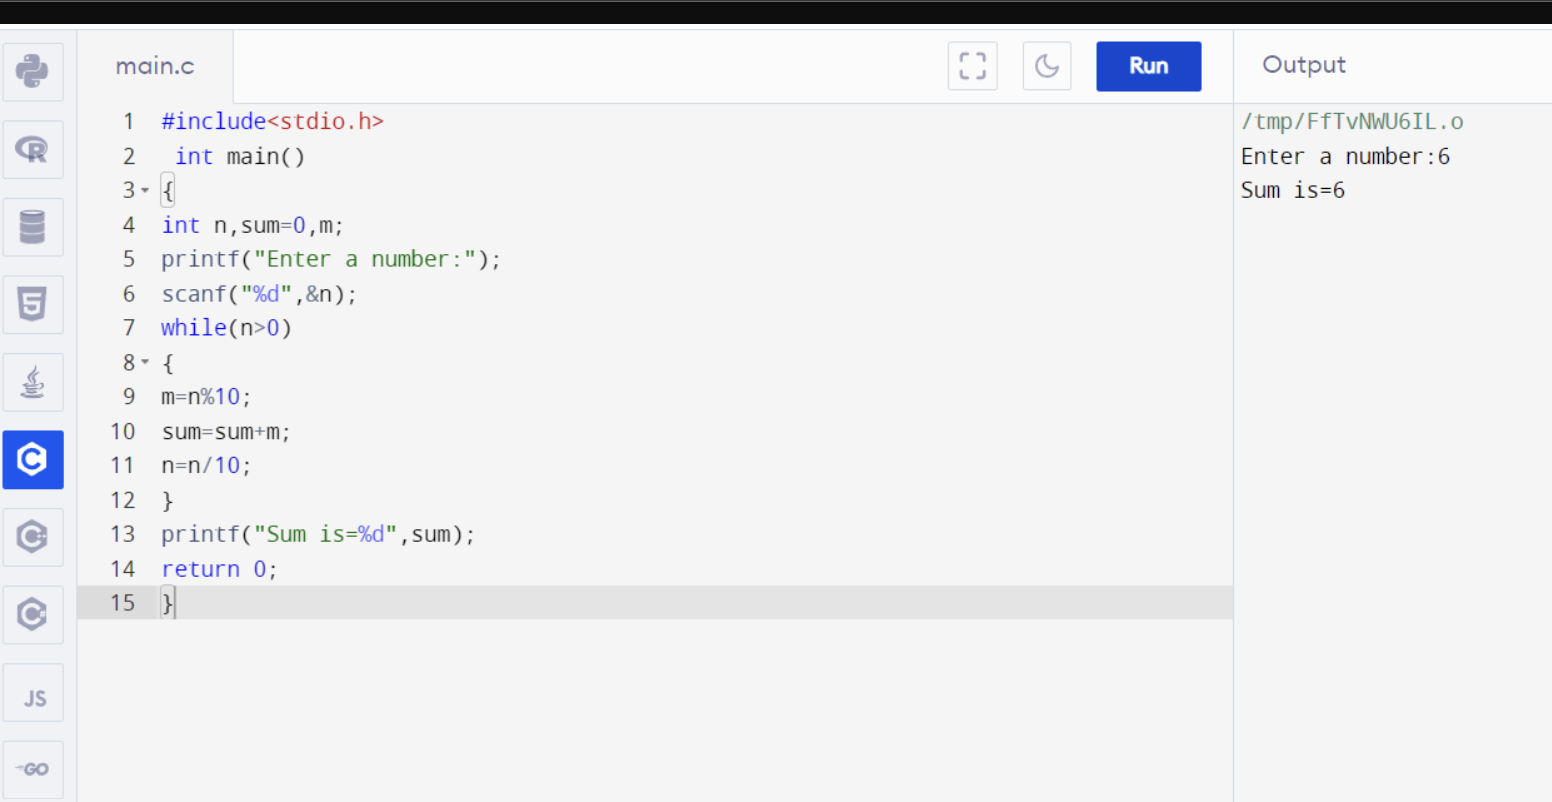 main.c
Run
Output
1 #include<stdio.h>
2 int main()
3 {
4 int n,sum=0,m;
5 printf("Enter a number:");
6 scanf("%d",&n);
7 while(n>0)
8 {
9 m=n%10;
10 sum=sum+m;
11 n=n/10;
12 }
13 printf("Sum is=%d",sum);
14 return 0;
15 }
/tmp/FfTvNWU6IL.o
Enter a number:6
Sum is=6
R
5
C
C
C
JS
GO